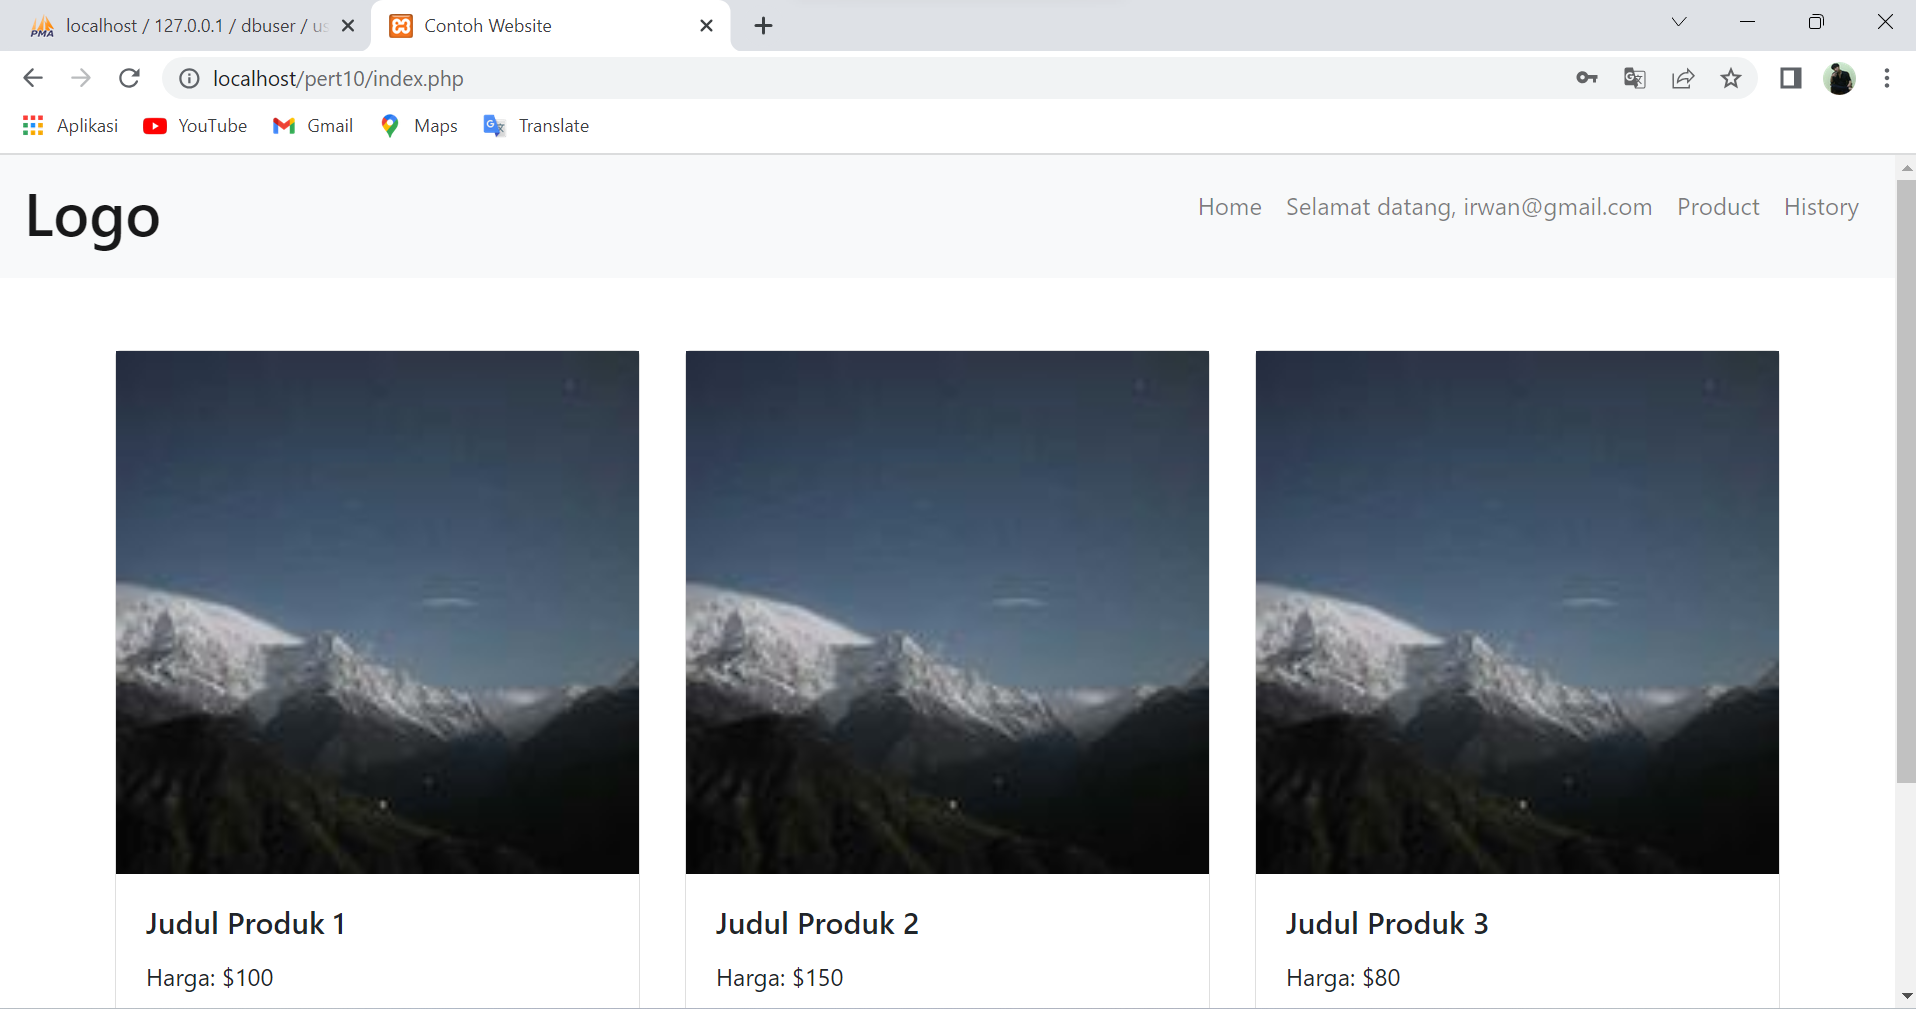 localhost / 127.0.0.1 / dbuser / us
Contoh Website
localhost/pert10/index.php
Aplikasi YouTube Gmail Maps Translate
Logo
Home Selamat datang, irwan@gmail.com Product History
Judul Produk 1
Harga: $100
Judul Produk 2
Harga: $150
Judul Produk 3
Harga: $80